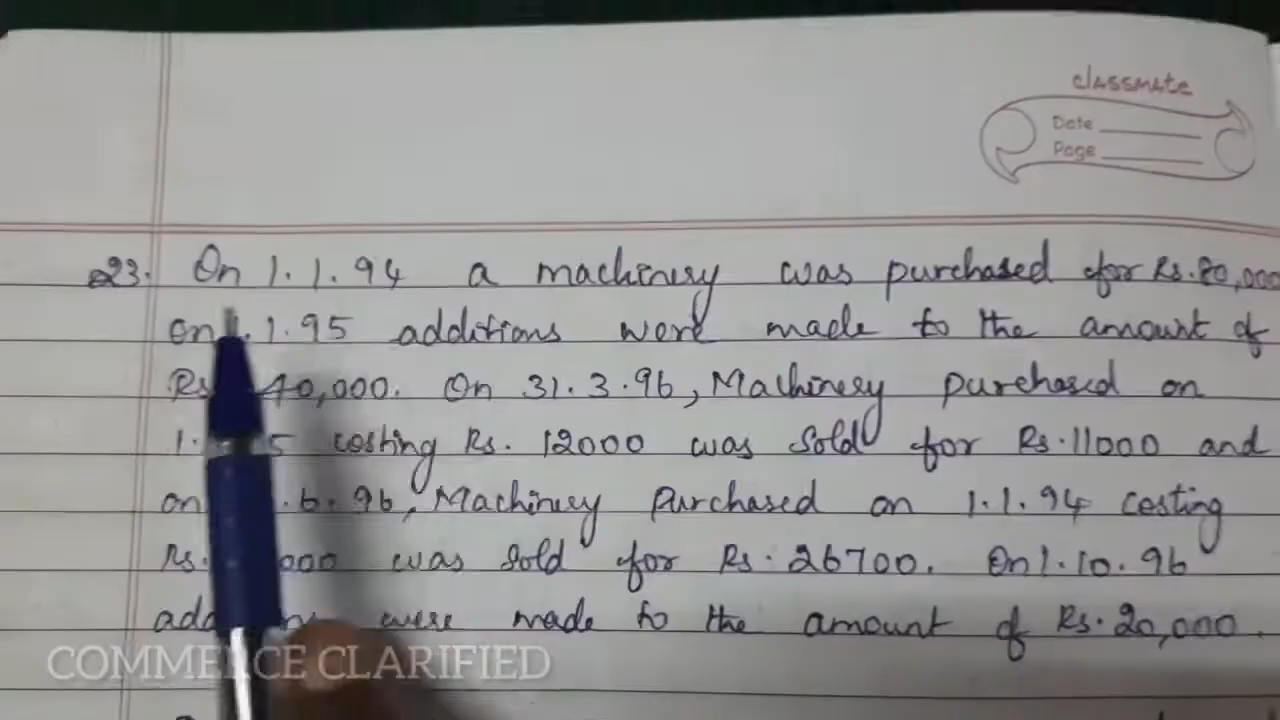 classmate
Date
Page
23. On 1.1.94 a machinery was purchased for Rs. 80,000
on 1.1.95 additions were made to the amount of
Rs. 40,000. On 31.3.96, Machinery purchased on
costing Rs. 12000 was sold for Rs. 11000 and
on 6.96, Machinery purchased on 1.1.94 costing
Rs. 000 was sold for Rs. 26700. On 1.10.96
were made to the amount of Rs. 20,000.
COMMERCE CLARIFIED